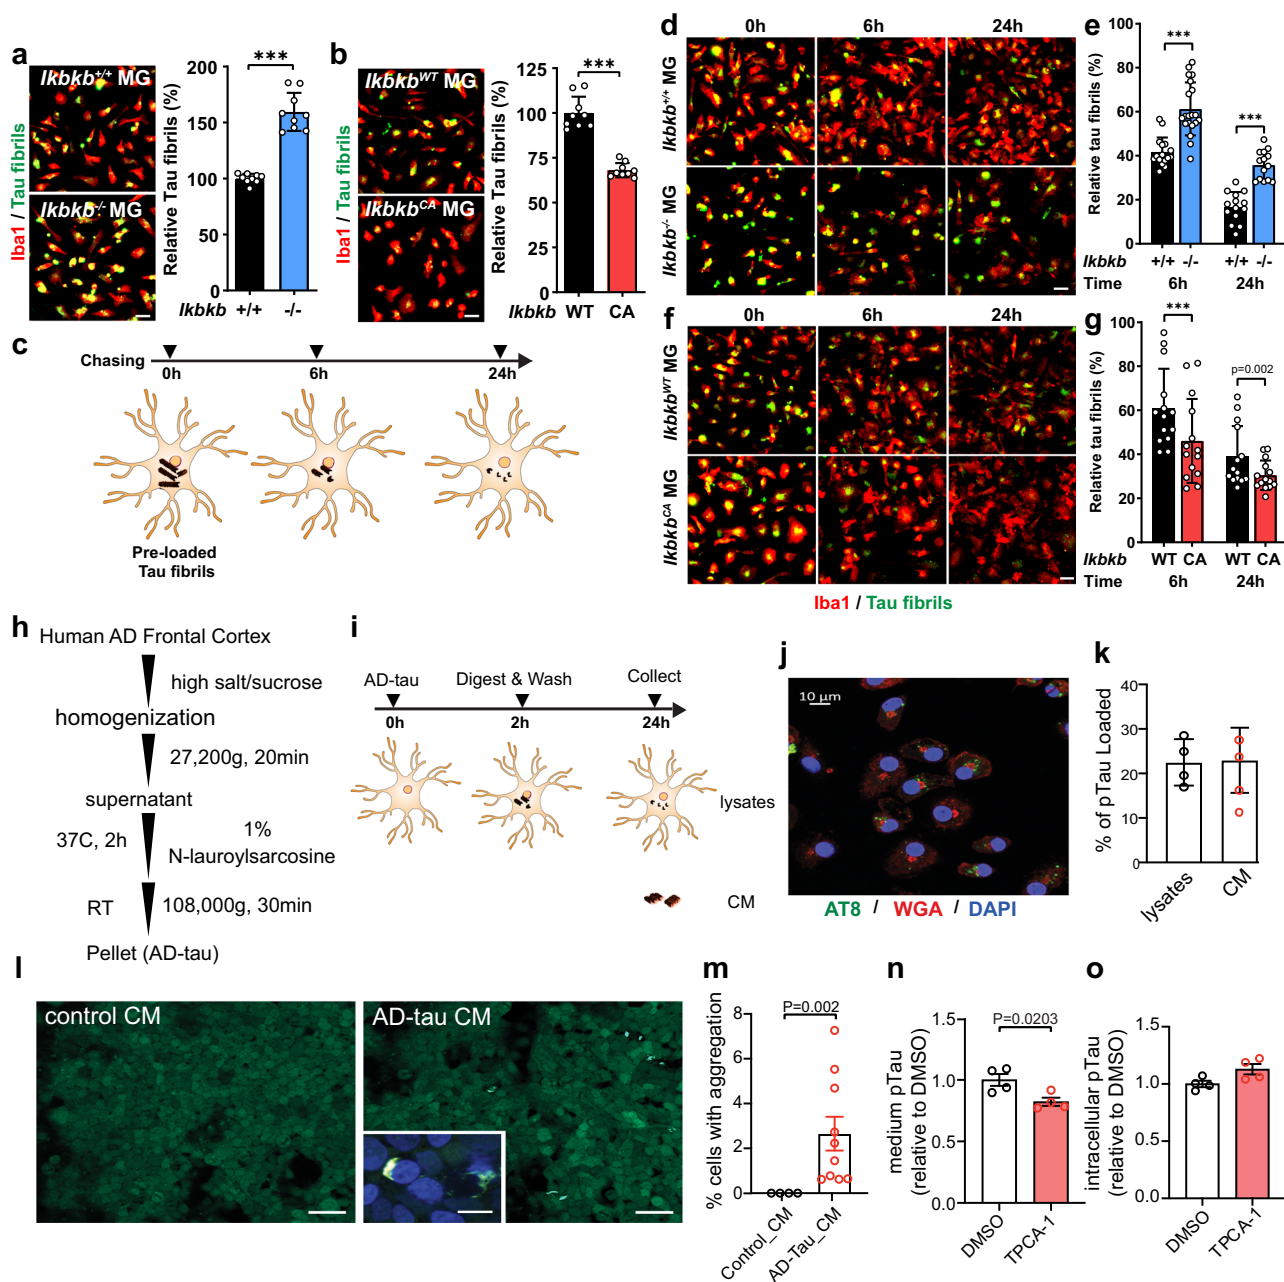 a
Ikbkb+/+ MG
Ikbkb-/- MG
Iba1 / Tau fibrils
Relative Tau fibrils (%)
200
150
100
50
0
***
Ikbkb +/+ -/-
b
IkbkbWT MG
IkbkbCA MG
Iba1 / Tau fibrils
Relative Tau fibrils (%)
125
100
75
25
0
***
Ikbkb WT CA
c
Chasing
0h 6h 24h
Pre-loaded
Tau fibrils
d
0h 6h 24h
Ikbkb+/+ MG
Ikbkb-/- MG
e
Relative tau fibrils (%)
100
80
60
40
20
0
***
***
Ikbkb +/+ -/- +/+ -/-
Time 6h 24h
f
0h 6h 24h
IkbkbWT MG
IkbkbCA MG
Iba1 / Tau fibrils
g
Relative tau fibrils (%)
100
80
60
40
20
0
***
p=0.002
Ikbkb WT CA WT CA
Time 6h 24h
h
Human AD Frontal Cortex
high salt/sucrose
homogenization
27,200g, 20min
supernatant
37C, 2h
1%
N-lauroylsarcosine
RT
108,000g, 30min
Pellet (AD-tau)
i
AD-tau Digest & Wash Collect
0h 2h 24h
lysates
CM
j
10 µm
AT8 / WGA / DAPI
k
% of pTau Loaded
40
30
20
10
0
lysates
CM
l
control CM
AD-tau CM
m
% cells with aggregation
8
6
4
2
0
P=0.002
Control_CM
AD-Tau_CM
n
medium pTau
(relative to DMSO)
1.5
1.0
0.5
0.0
P=0.0203
DMSO
TPCA-1
o
intracellular pTau
(relative to DMSO)
1.5
1.0
0.5
0.0
DMSO
TPCA-1